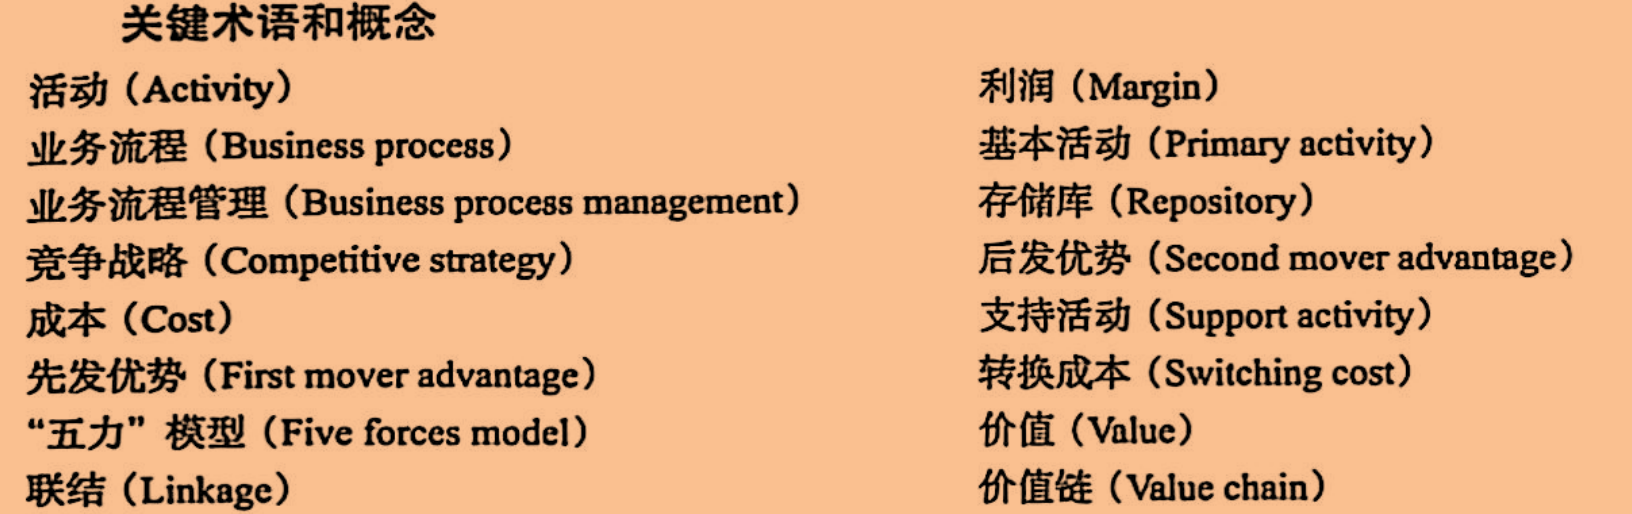 关键术语和概念
活动（Activity）
业务流程（Business process）
业务流程管理（Business process management）
竞争战略（Competitive strategy）
成本（Cost）
先发优势（First mover advantage）
“五力”模型（Five forces model）
联结（Linkage）
利润（Margin）
基本活动（Primary activity）
存储库（Repository）
后发优势（Second mover advantage）
支持活动（Support activity）
转换成本（Switching cost）
价值（Value）
价值链（Value chain）